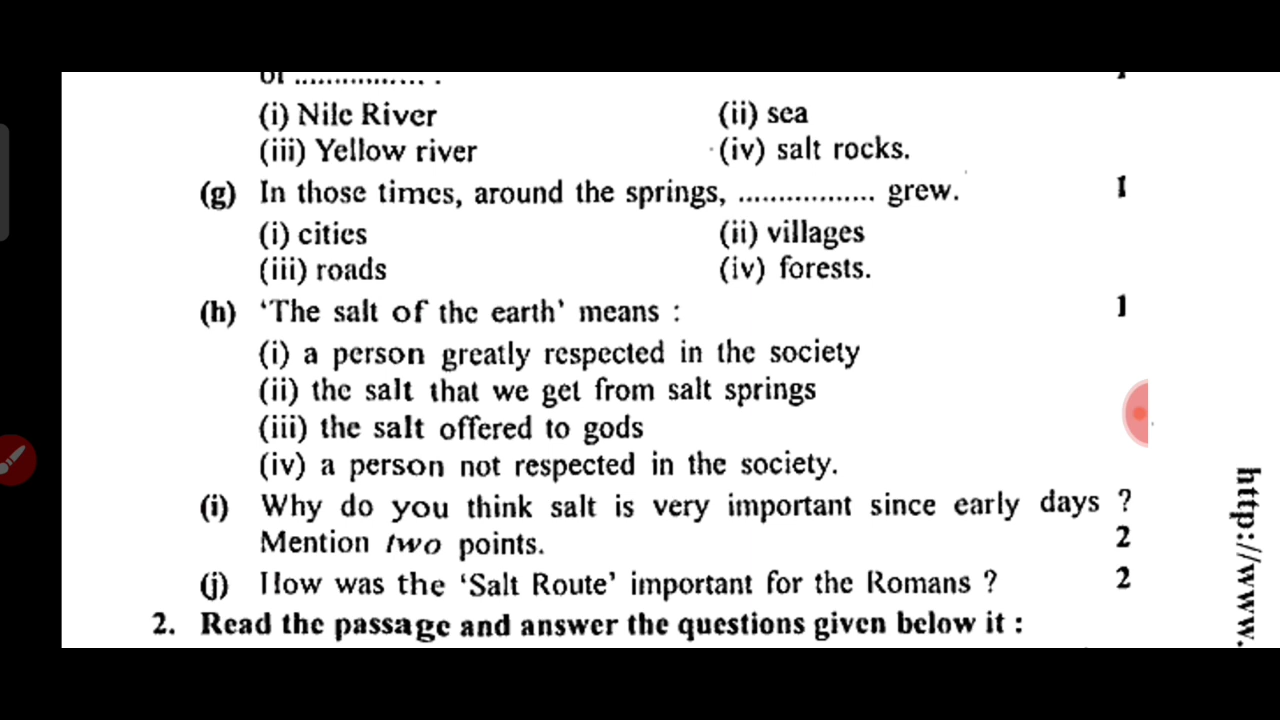 of ................ . 1
(i) Nile River (ii) sea
(iii) Yellow river (iv) salt rocks.
(g) In those times, around the springs, ................. grew. 1
(i) cities (ii) villages
(iii) roads (iv) forests.
(h) ‘The salt of the earth’ means : 1
(i) a person greatly respected in the society
(ii) the salt that we get from salt springs
(iii) the salt offered to gods
(iv) a person not respected in the society.
(i) Why do you think salt is very important since early days ?
Mention two points. 2
(j) How was the ‘Salt Route’ important for the Romans ? 2
2. Read the passage and answer the questions given below it :
http://www.